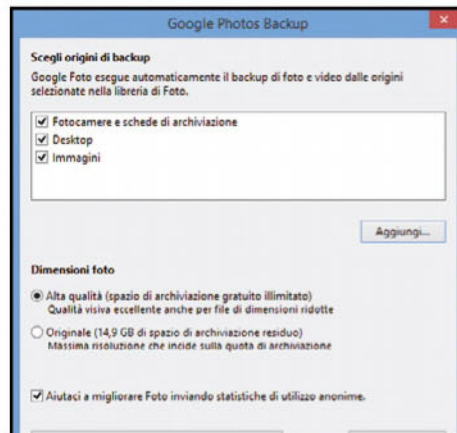 Google Photos Backup
Scegli origini di backup
Google Foto esegue automaticamente il backup di foto e video dalle origini
selezionate nella libreria di Foto.
Fotocamere e schede di archiviazione
Desktop
Immagini
Aggiungi...
Dimensioni foto
Alta qualità (spazio di archiviazione gratuito illimitato)
Qualità visiva eccellente anche per file di dimensioni ridotte
Originale (14,9 GB di spazio di archiviazione residuo)
Massima risoluzione che incide sulla quota di archiviazione
Aiutaci a migliorare Foto inviando statistiche di utilizzo anonime.